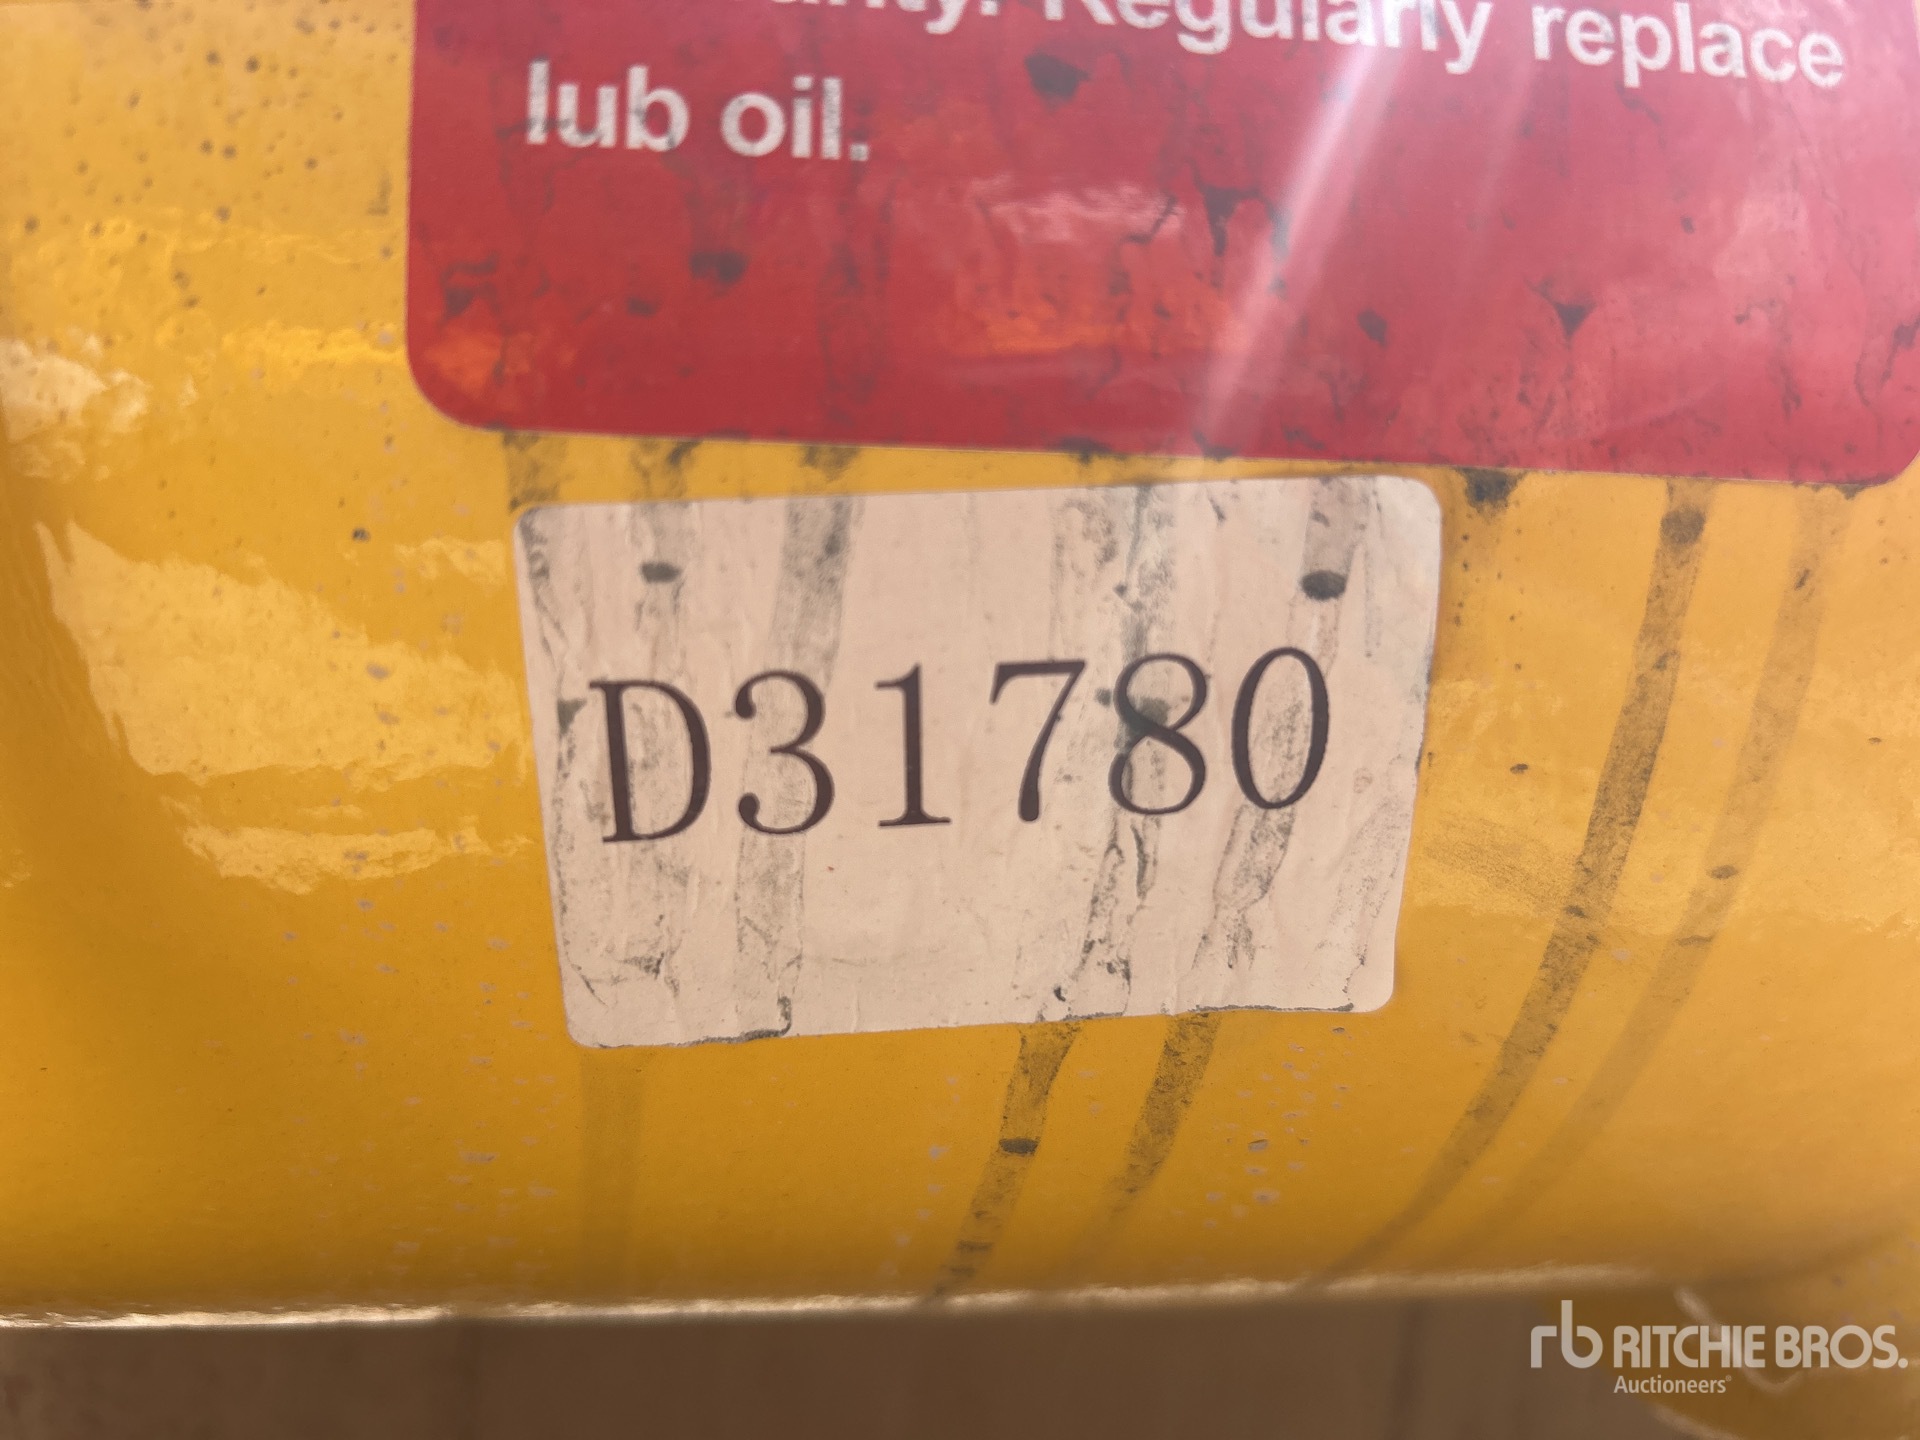 Regularly replace
lub oil.
D31780
rb RITCHIE BROS.
Auctioneers